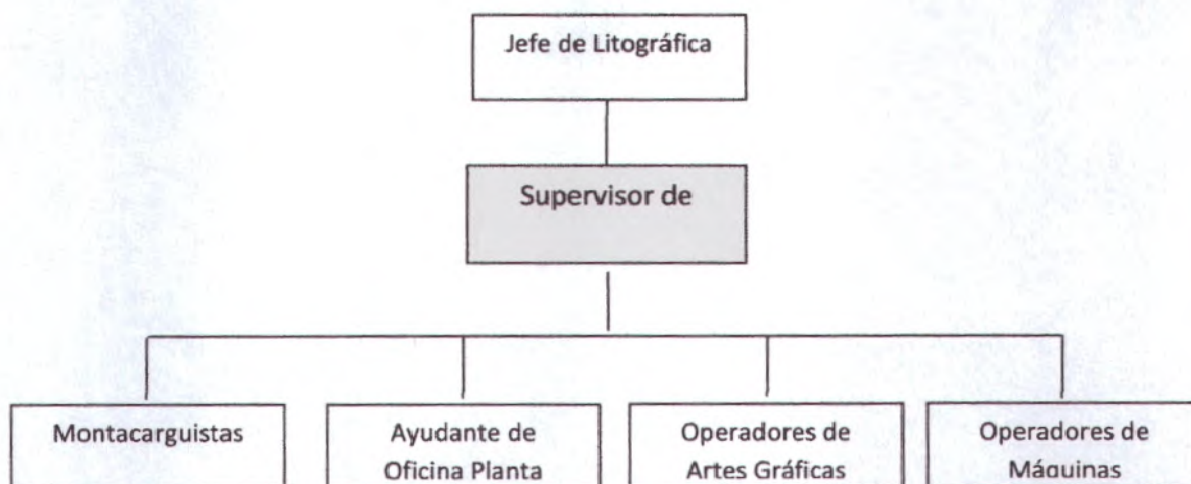 Jefe de Litográfica
Supervisor de
Montacarguistas
Ayudante de
Oficina Planta
Operadores de
Artes Gráficas
Operadores de
Máquinas